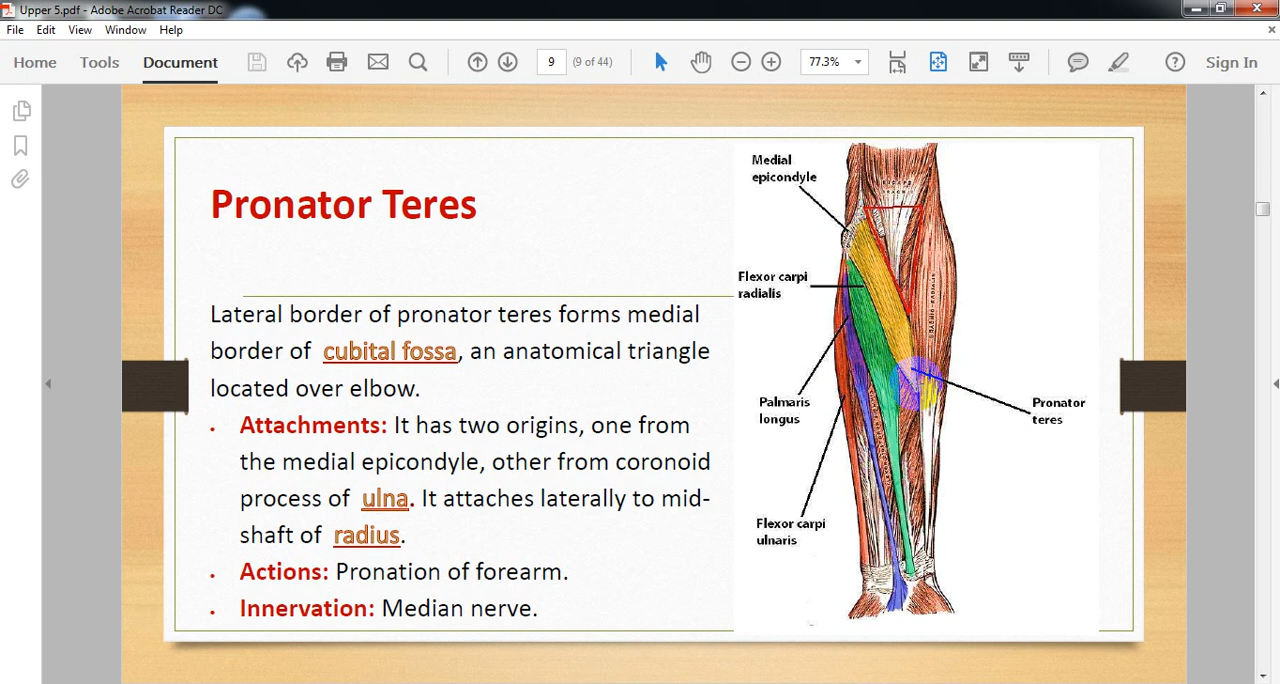 Upper 5.pdf - Adobe Acrobat Reader DC
File Edit View Window Help
Home Tools Document 9 (9 of 44) 77.3% Sign In
Pronator Teres
Lateral border of pronator teres forms medial
border of cubital fossa, an anatomical triangle
located over elbow.
• Attachments: It has two origins, one from
the medial epicondyle, other from coronoid
process of ulna. It attaches laterally to mid-
shaft of radius.
• Actions: Pronation of forearm.
• Innervation: Median nerve.
Medial
epicondyle
Flexor carpi
radialis
Palmaris
longus
Pronator
teres
Flexor carpi
ulnaris